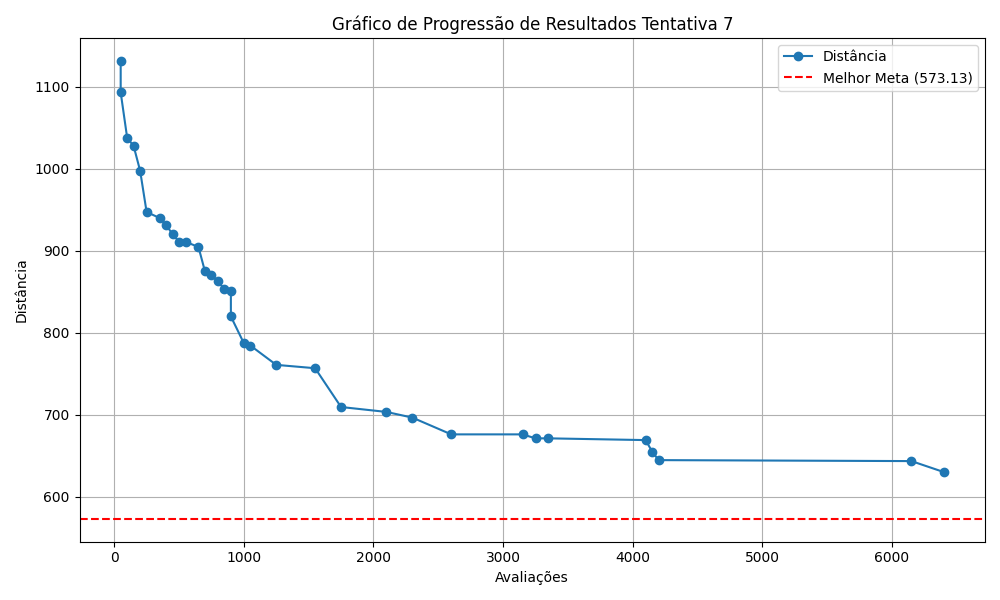 Gráfico de Progressão de Resultados Tentativa 7
Distância
Melhor Meta (573.13)
Distância
1100
1000
900
800
700
600
0 1000 2000 3000 4000 5000 6000
Avaliações